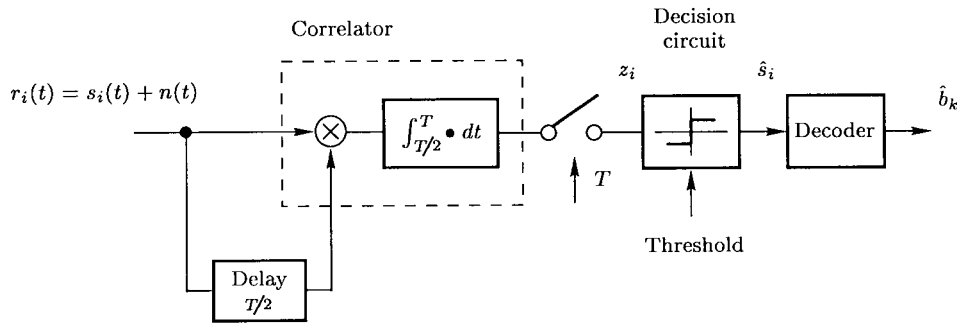 Correlator
Decision
circuit
r_i(t) = s_i(t) + n(t)
z_i
ŝ_i
b̂_k
∫_{T/2}^{T} • dt
T
Decoder
Threshold
Delay
T/2